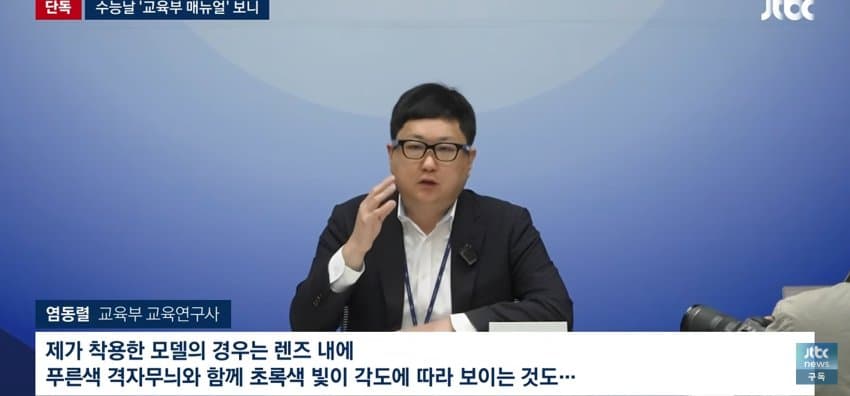 단독 수능날 '교육부 매뉴얼' 보니
jtbc
염동렬 교육부 교육연구사
제가 착용한 모델의 경우는 렌즈 내에
푸른색 격자무늬와 함께 초록색 빛이 각도에 따라 보이는 것도…
jtbc
news
구독